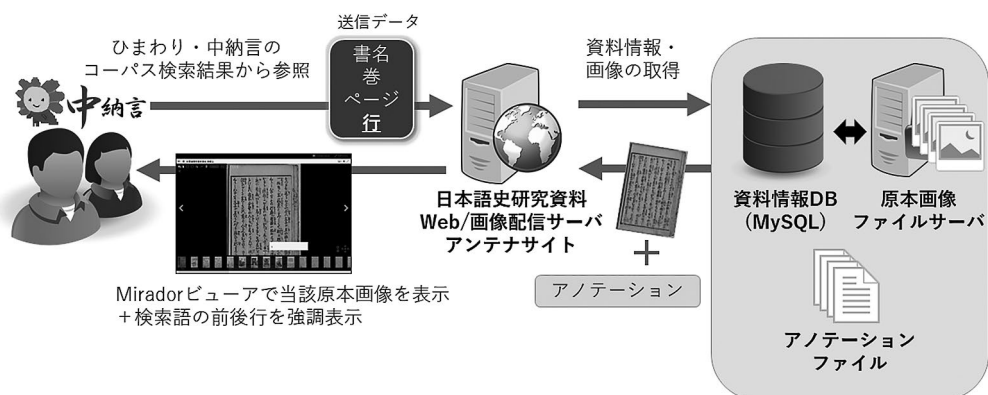 送信データ
ひまわり・中納言の
コーパス検索結果から参照
中納言
書名
巻
ページ
行
資料情報・
画像の取得
日本語史研究資料
Web/画像配信サーバ
アンテナサイト
資料情報DB
（MySQL）
原本画像
ファイルサーバ
Miradorビューアで当該原本画像を表示
＋検索語の前後行を強調表示
＋
アノテーション
アノテーション
ファイル